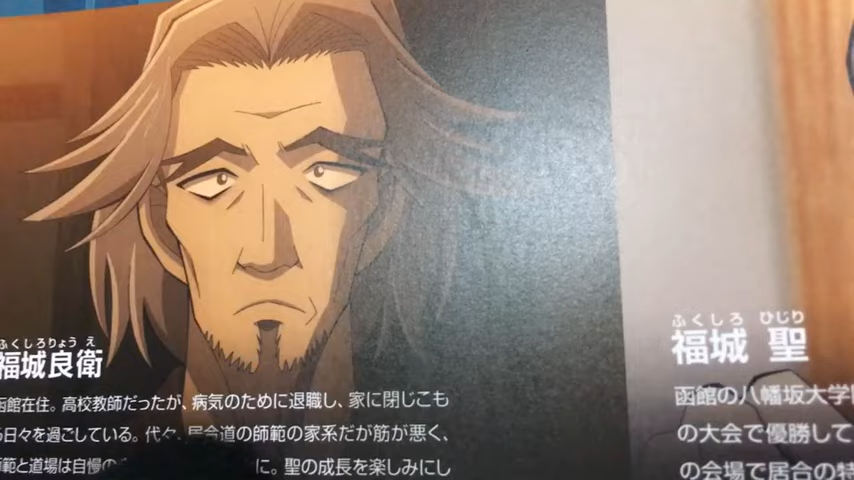 ふくしろりょうえ
福城良衛
函館在住。高校教師だったが、病気のために退職し、家に閉じこも
日々を過ごしている。代々、居合道の師範の家系だが筋が悪く、
範と道場は自慢の
に。聖の成長を楽しみにし
ふくしろ ひじり
福城 聖
函館の八幡坂大学
の大会で優勝して
の会場で居合の特